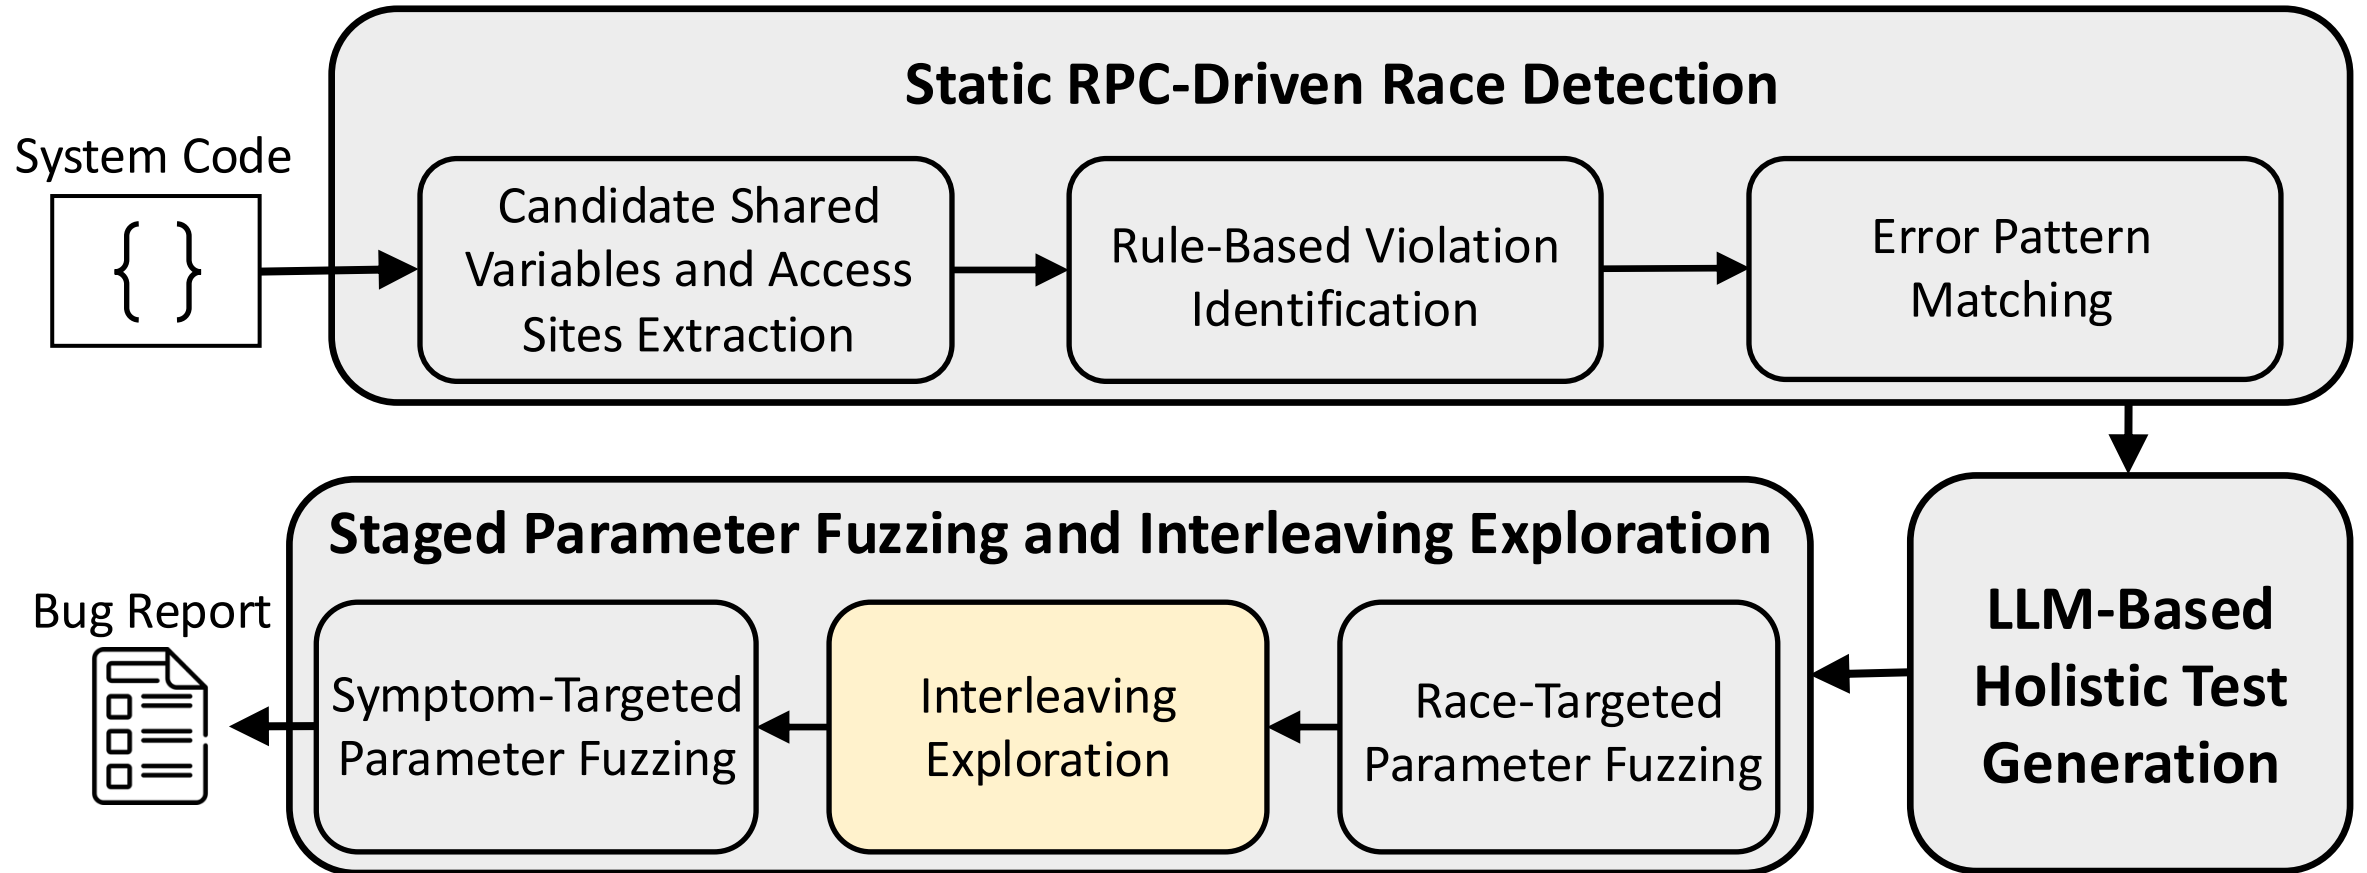 Static RPC-Driven Race Detection
System Code
{ }
Candidate Shared
Variables and Access
Sites Extraction
Rule-Based Violation
Identification
Error Pattern
Matching
Staged Parameter Fuzzing and Interleaving Exploration
Bug Report
Symptom-Targeted
Parameter Fuzzing
Interleaving
Exploration
Race-Targeted
Parameter Fuzzing
LLM-Based
Holistic Test
Generation